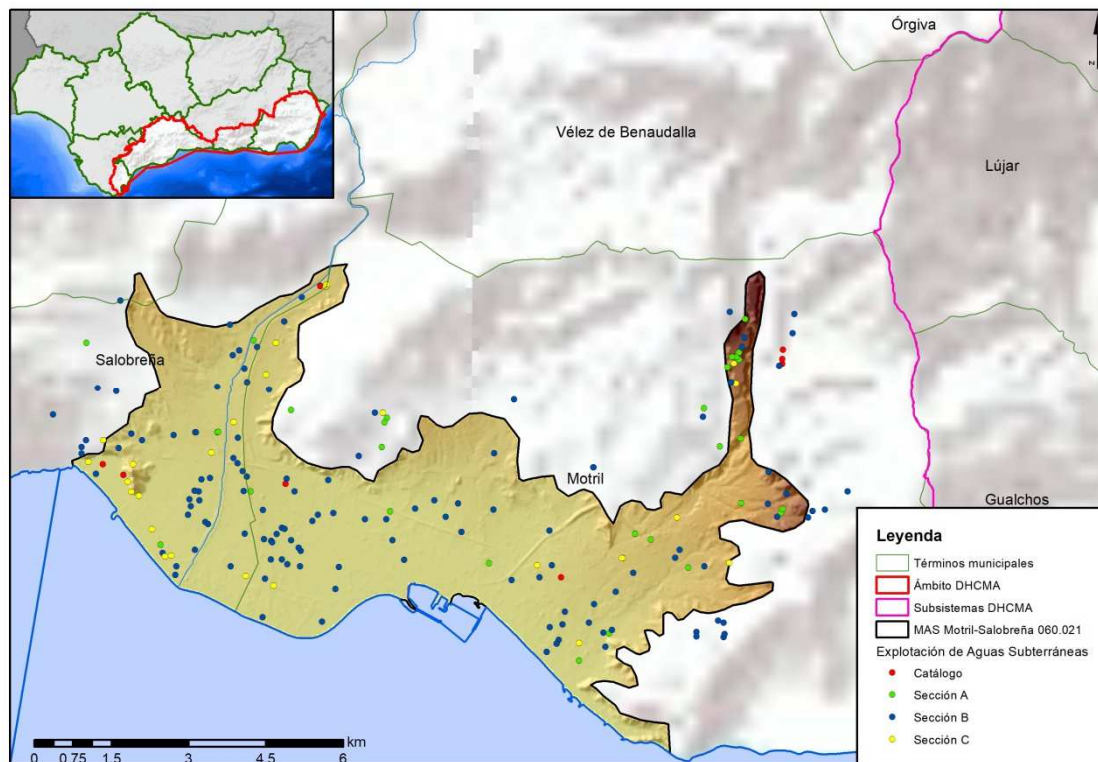 Órgiva
N
Vélez de Benaudalla
Lújar
Salobreña
Motril
Gualchos
Leyenda
Términos municipales
Ámbito DHCMA
Subsistemas DHCMA
MAS Motril-Salobreña 060.021
Explotación de Aguas Subterráneas
Catálogo
Sección A
Sección B
Sección C
km
0 0.75 1.5 3 4.5 6